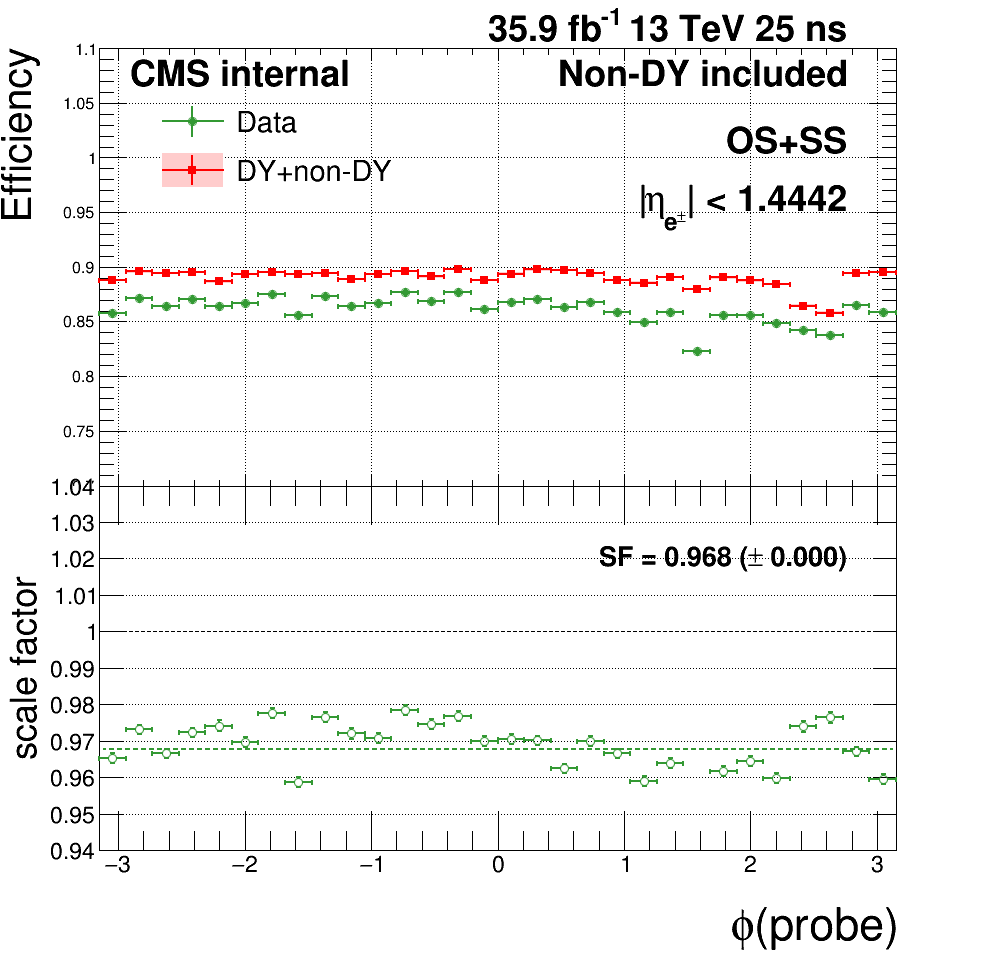 35.9 fb⁻¹ 13 TeV 25 ns
CMS internal
Non-DY included
Data
DY+non-DY
OS+SS
|η_e±| < 1.4442
Efficiency
1.1
1.05
1
0.95
0.9
0.85
0.8
0.75
1.04
1.03
1.02
1.01
1
0.99
0.98
0.97
0.96
0.95
0.94
scale factor
SF = 0.968 (± 0.000)
−3 −2 −1 0 1 2 3
ϕ(probe)